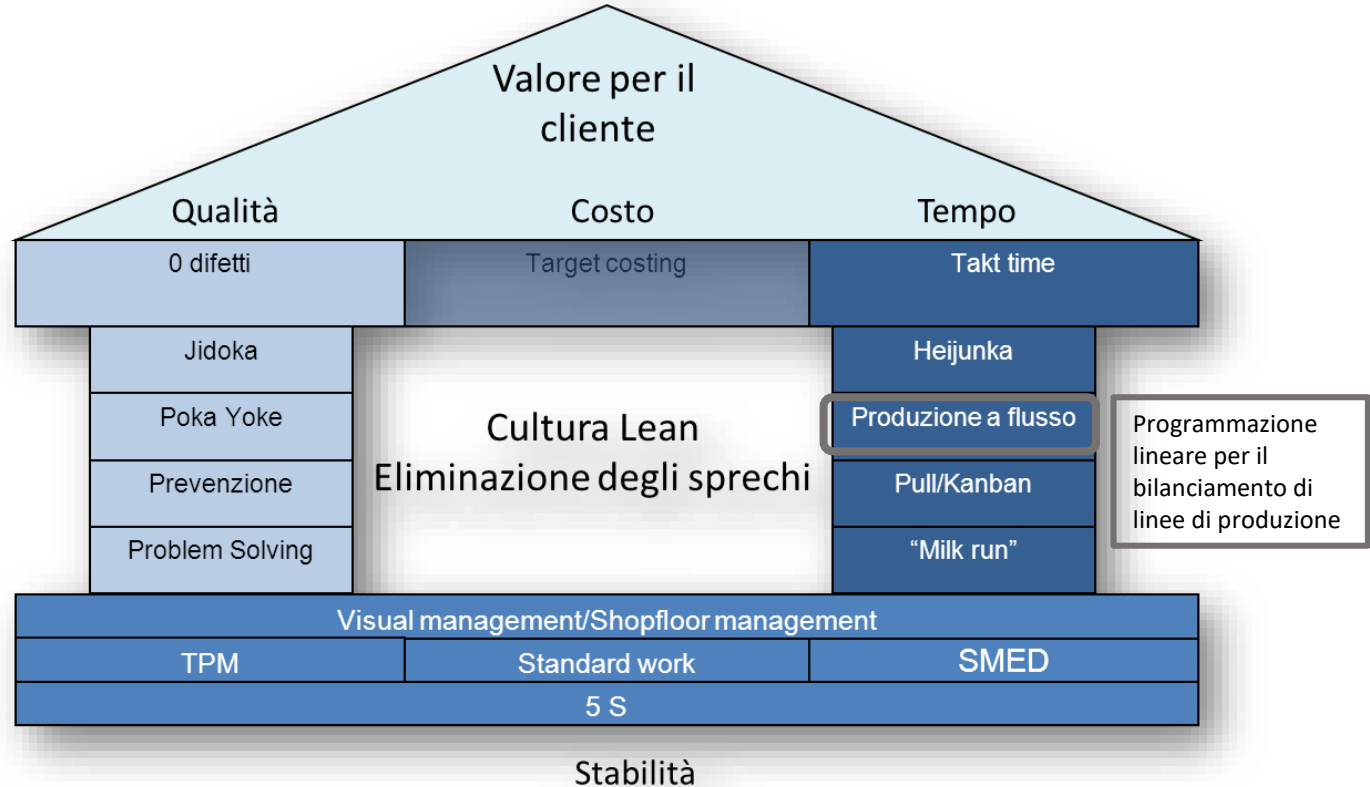 Valore per il
cliente
Qualità
Costo
Tempo
0 difetti
Target costing
Takt time
Jidoka
Heijunka
Poka Yoke
Produzione a flusso
Prevenzione
Pull/Kanban
Problem Solving
“Milk run”
Cultura Lean
Eliminazione degli sprechi
Programmazione
lineare per il
bilanciamento di
linee di produzione
Visual management/Shopfloor management
TPM
Standard work
SMED
5 S
Stabilità